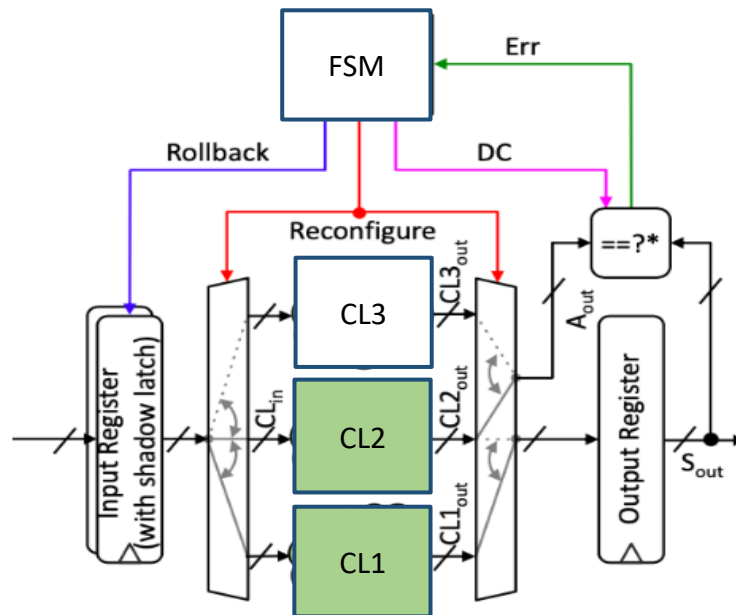 FSM
Err
Rollback
DC
Reconfigure
==?*
CL3
CL3out
Aout
Input Register
(with shadow latch)
CLin
CL2
CL2out
Output Register
Sout
CL1
CL1out